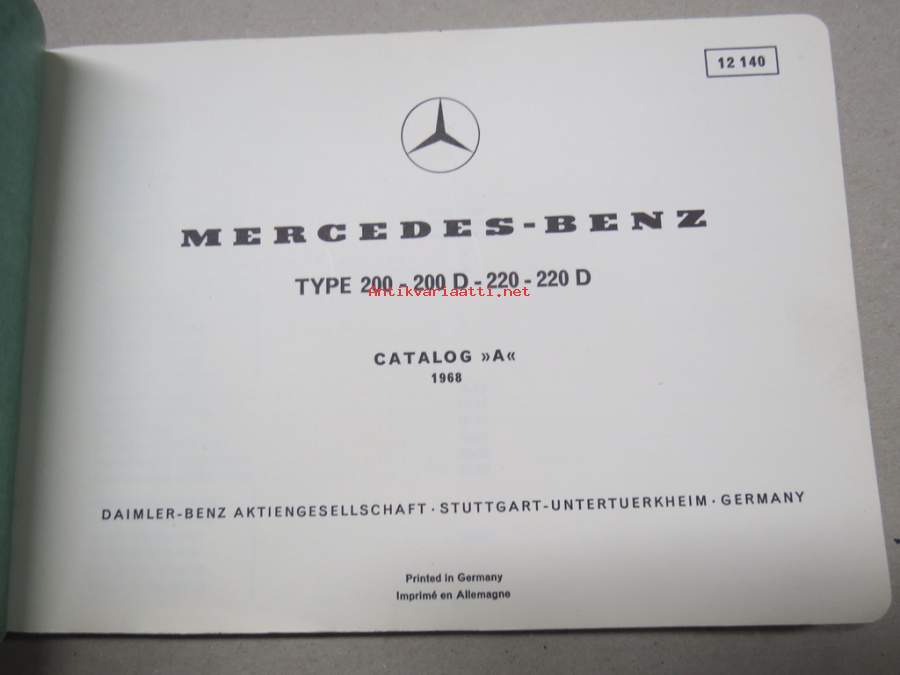 12 140
MERCEDES-BENZ
TYPE 200 - 200 D - 220 - 220 D
Antikvariaatti.net
CATALOG »A«
1968
DAIMLER-BENZ AKTIENGESELLSCHAFT · STUTTGART-UNTERTUERKHEIM · GERMANY
Printed in Germany
Imprimé en Allemagne